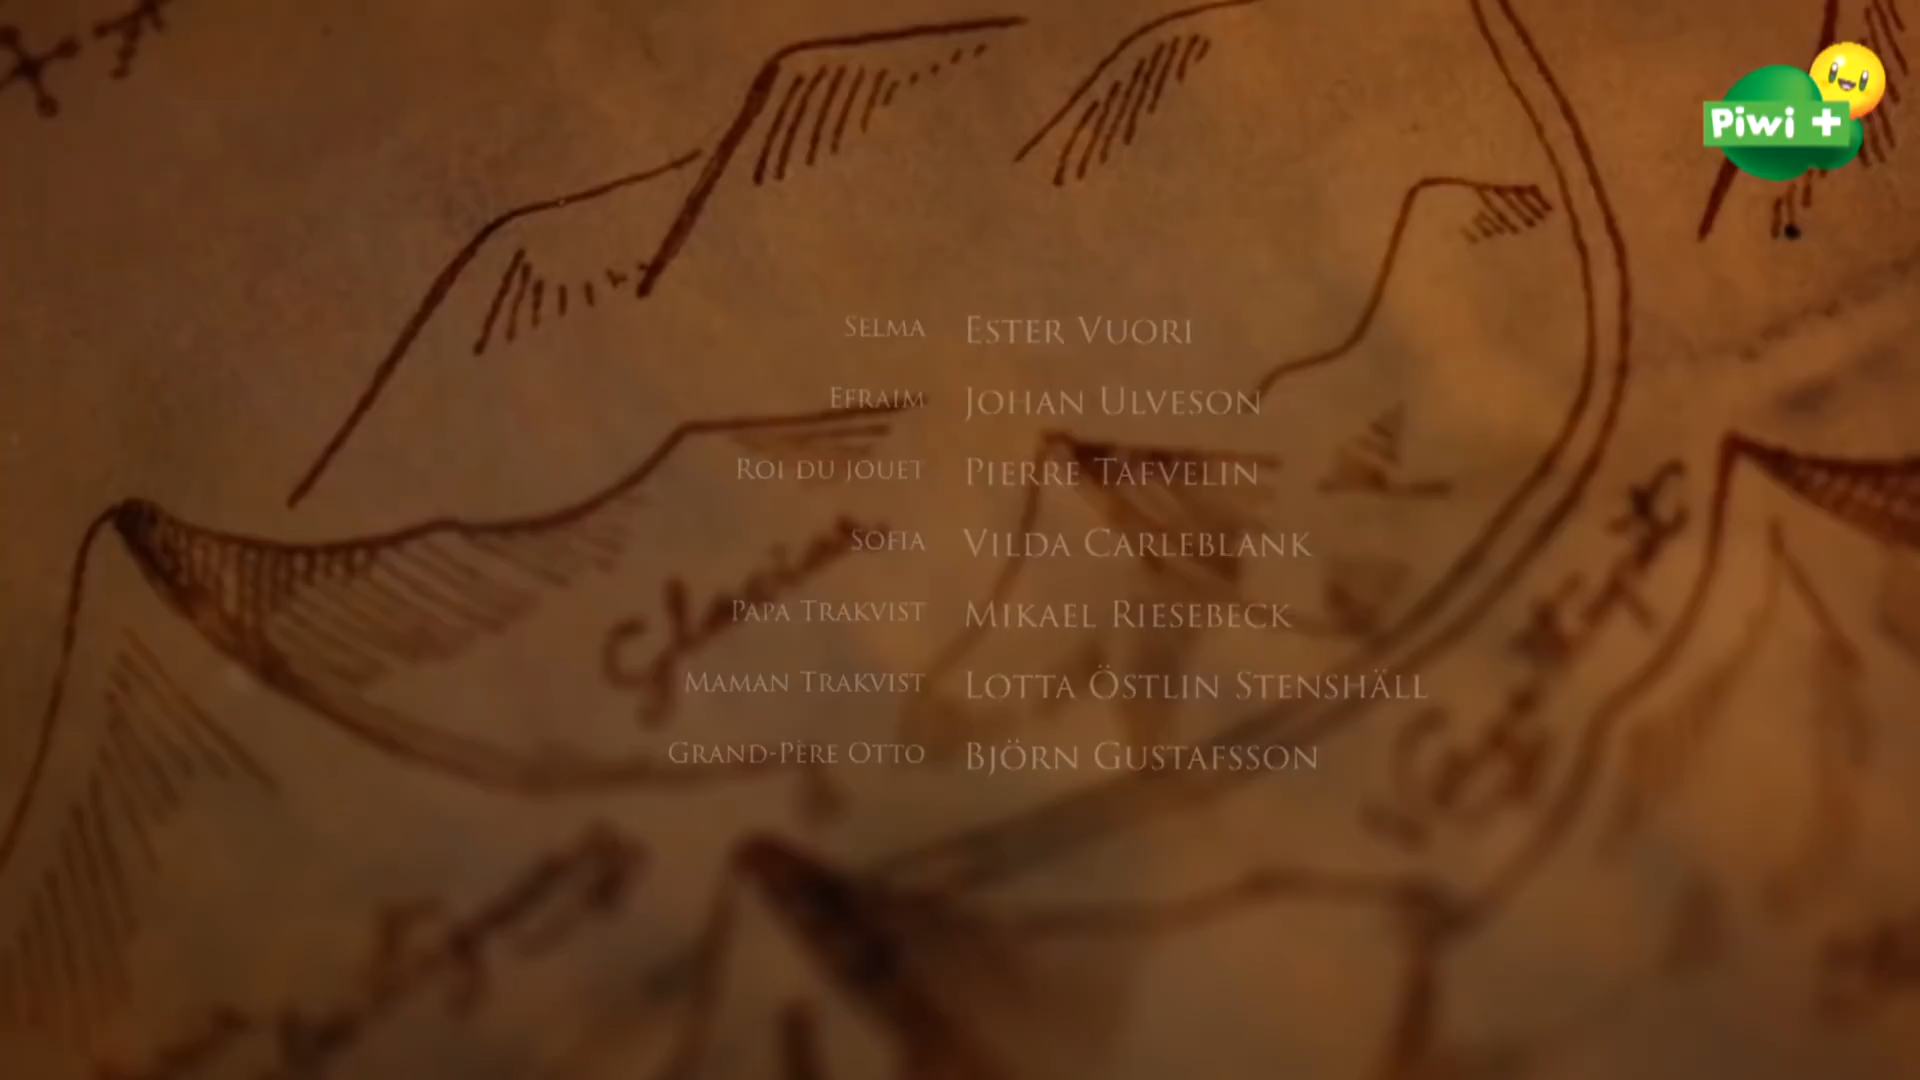 Piwi +
Selma Ester Vuori
Efraim Johan Ulveson
Roi du jouet Pierre Tafvelin
Sofia Vilda Carleblank
Papa Trakvist Mikael Riesebeck
Maman Trakvist Lotta Östlin Stenshäll
Grand-Père Otto Björn Gustafsson